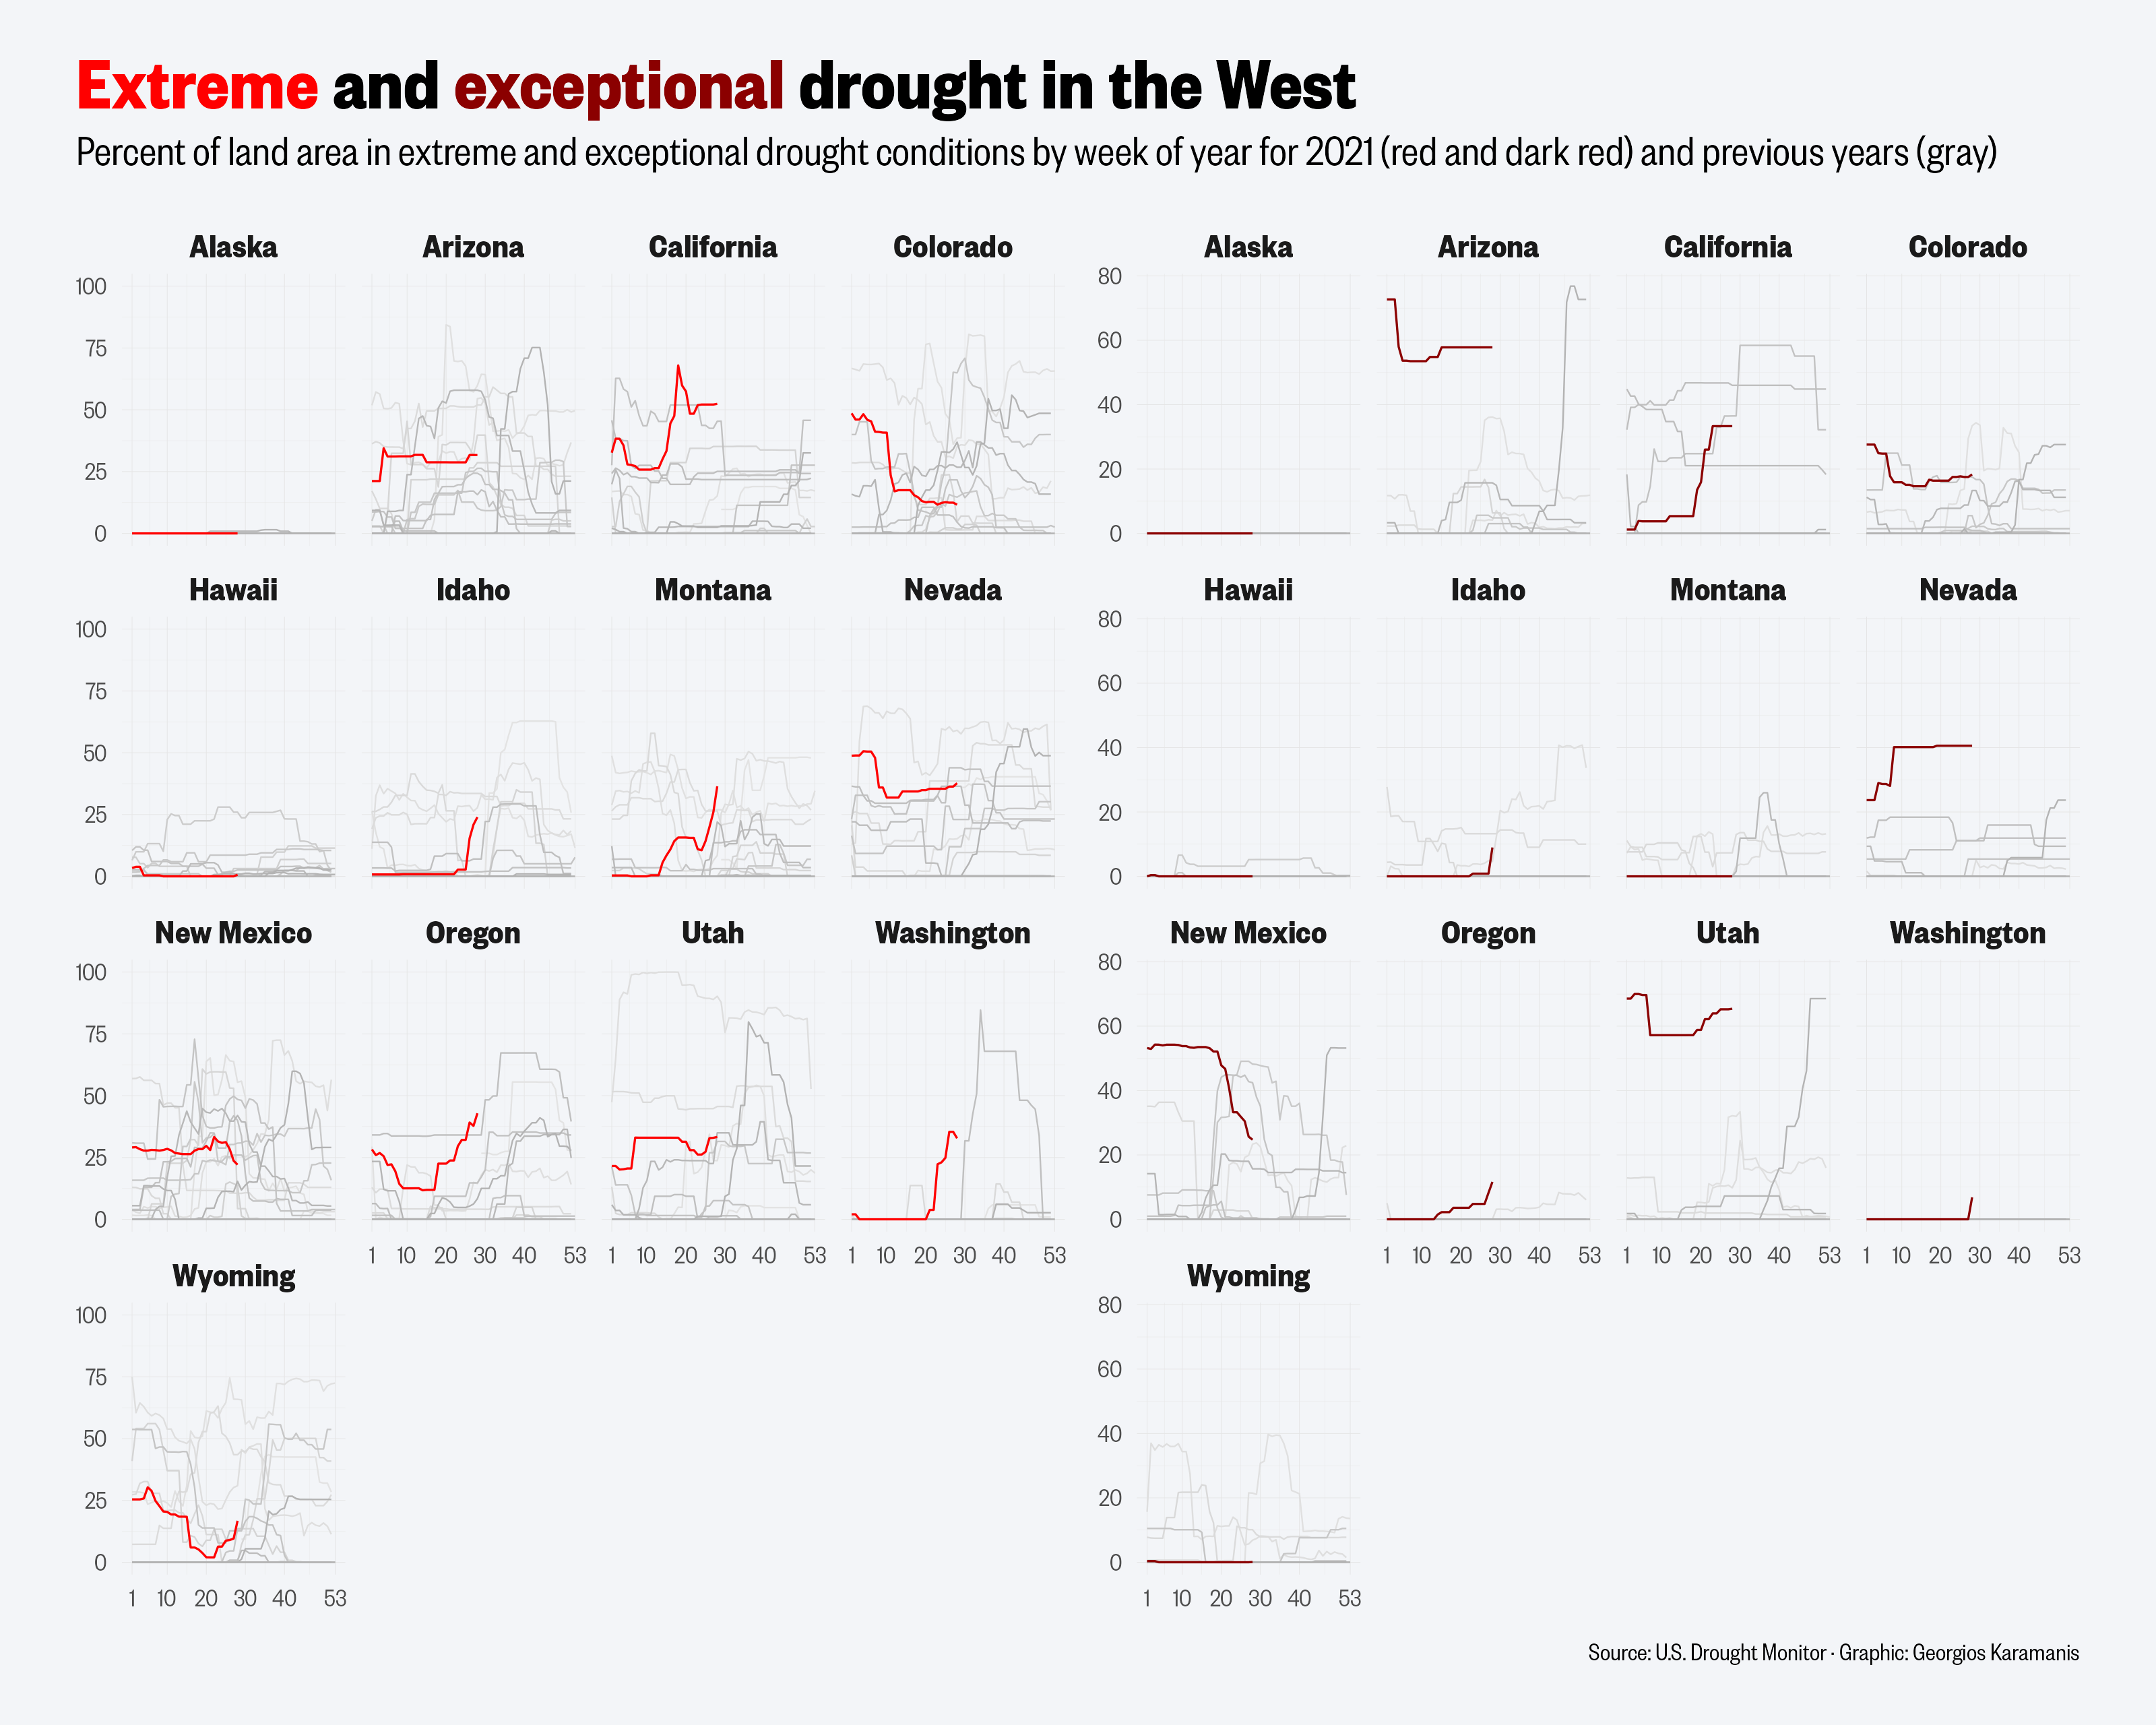 Extreme and exceptional drought in the West
Percent of land area in extreme and exceptional drought conditions by week of year for 2021 (red and dark red) and previous years (gray)
Alaska Arizona California Colorado
100
75
50
25
0
Hawaii Idaho Montana Nevada
100
75
50
25
0
New Mexico Oregon Utah Washington
100
75
50
25
0
1 10 20 30 40 53
1 10 20 30 40 53
1 10 20 30 40 53
Wyoming
100
75
50
25
0
1 10 20 30 40 53
Alaska Arizona California Colorado
80
60
40
20
0
Hawaii Idaho Montana Nevada
80
60
40
20
0
New Mexico Oregon Utah Washington
80
60
40
20
0
1 10 20 30 40 53
1 10 20 30 40 53
1 10 20 30 40 53
Wyoming
80
60
40
20
0
1 10 20 30 40 53
Source: U.S. Drought Monitor · Graphic: Georgios Karamanis